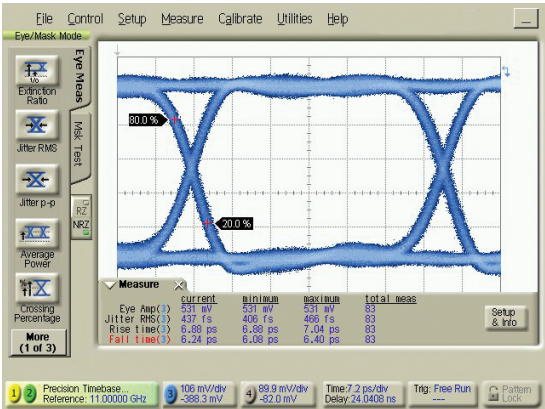 File Control Setup Measure Calibrate Utilities Help
Eye/Mask Mode
Eye Meas
Msk Test
1/0
Extinction
Ratio
Jitter RMS
Jitter p-p
RZ
NRZ
Average
Power
Crossing
Percentage
More
(1 of 3)
80.0 %
20.0 %
Measure
current minimum maximum total meas
Eye Amp(3) 531 mV 531 mV 531 mV 83
Jitter RMS(3) 437 fs 406 fs 466 fs 83
Rise time(3) 6.88 ps 6.88 ps 7.04 ps 83
Fall time(3) 6.24 ps 6.08 ps 6.40 ps 83
Setup
& Info
1 2 Precision Timebase...
Reference: 11.00000 GHz
3 106 mV/div
-388.3 mV
4 89.9 mV/div
-82.0 mV
Time:7.2 ps/div
Delay:24.0408 ns
Trig: Free Run
---
Pattern
Lock